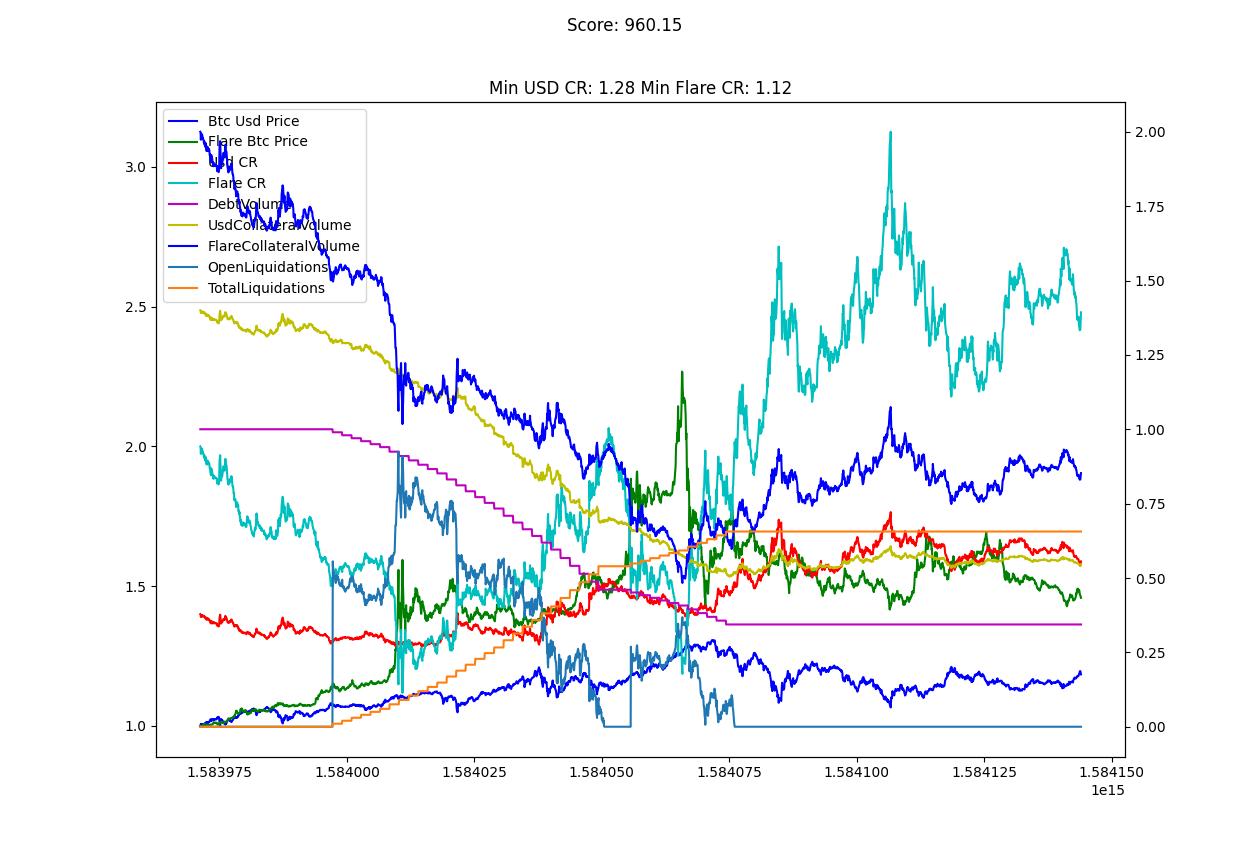 Score: 960.15
Min USD CR: 1.28 Min Flare CR: 1.12
Btc Usd Price
Flare Btc Price
Usd CR
Flare CR
DebtVolume
UsdCollateralVolume
FlareCollateralVolume
OpenLiquidations
TotalLiquidations
3.0
2.5
2.0
1.5
1.0
2.00
1.75
1.50
1.25
1.00
0.75
0.50
0.25
0.00
1.583975 1.584000 1.584025 1.584050 1.584075 1.584100 1.584125 1.584150
1e15